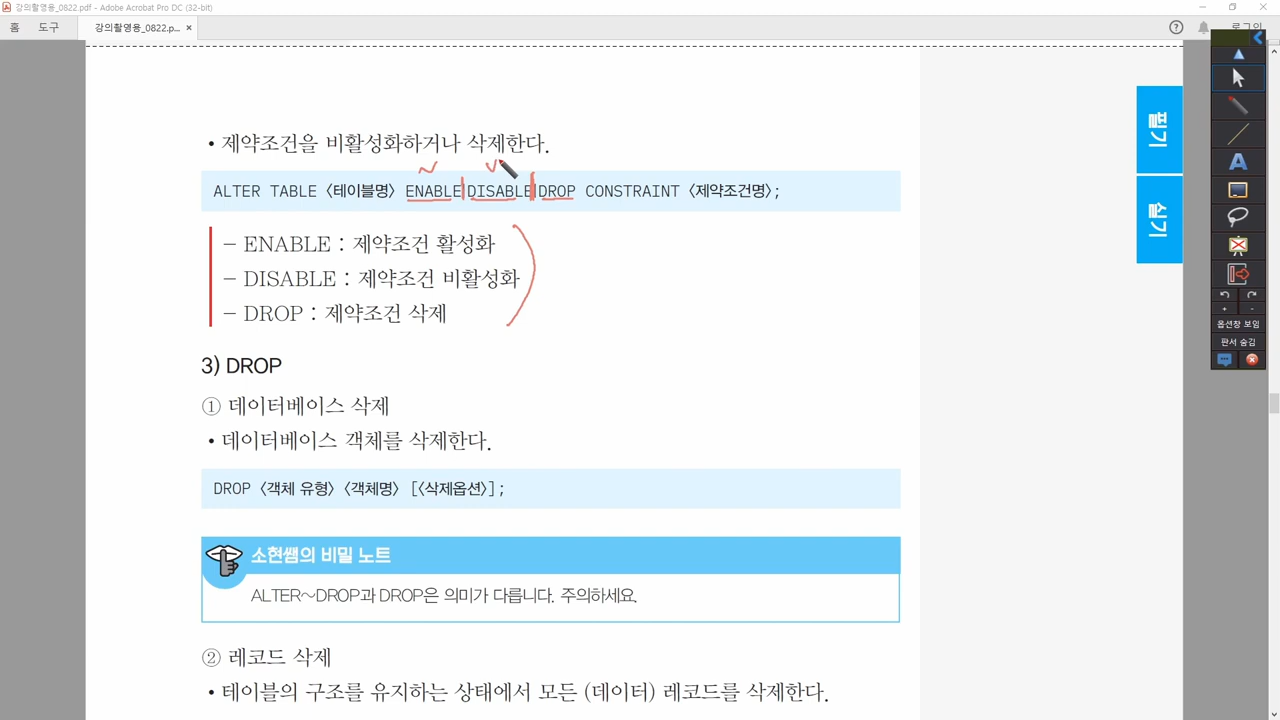 강의촬영용_0822.pdf - Adobe Acrobat Pro DC (32-bit)
홈 도구 강의촬영용_0822.p... × 로그인
• 제약조건을 비활성화하거나 삭제한다.
ALTER TABLE 〈테이블명〉 ENABLE|DISABLE|DROP CONSTRAINT 〈제약조건명〉;
– ENABLE : 제약조건 활성화
– DISABLE : 제약조건 비활성화
– DROP : 제약조건 삭제
3) DROP
① 데이터베이스 삭제
• 데이터베이스 객체를 삭제한다.
DROP 〈객체 유형〉 〈객체명〉 [〈삭제옵션〉];
소현쌤의 비밀 노트
ALTER~DROP과 DROP은 의미가 다릅니다. 주의하세요.
② 레코드 삭제
• 테이블의 구조를 유지하는 상태에서 모든 (데이터) 레코드를 삭제한다.
필기
실기
A
옵션창 보임
판서 숨김